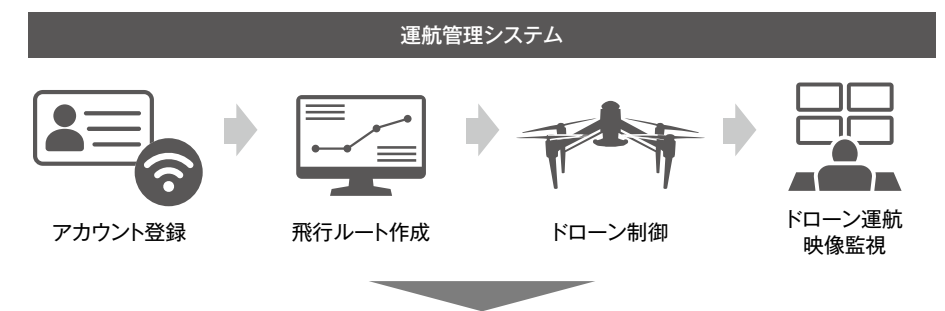 運航管理システム
アカウント登録
飛行ルート作成
ドローン制御
ドローン運航
映像監視